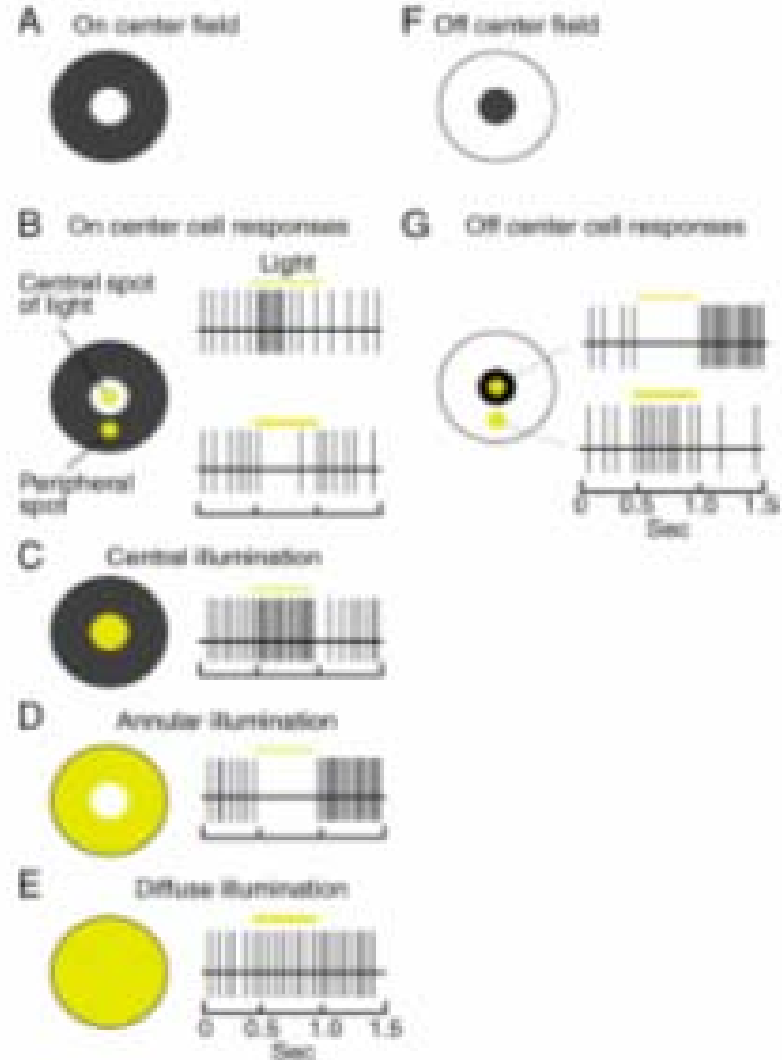 A On center field
F Off center field
B On center cell responses
G Off center cell responses
Light
Central spot
of light
Peripheral
spot
0 0.5 1.0 1.5
Sec
C Central illumination
D Annular illumination
E Diffuse illumination
0 0.5 1.0 1.5
Sec